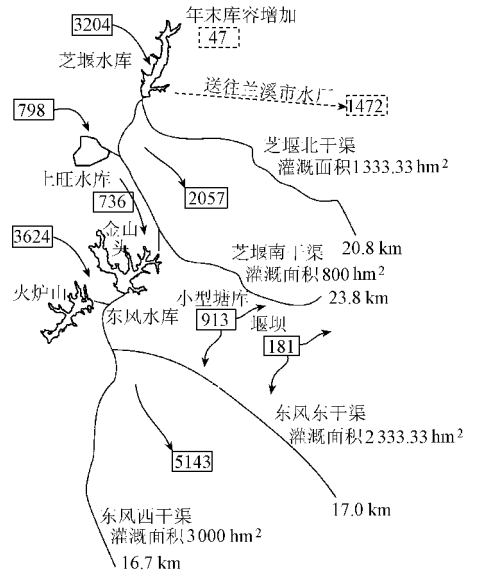 3204
年末库容增加
47
芝堰水库
送往兰溪市水厂
1472
798
芝堰北干渠
灌溉面积1333.33hm²
上旺水库
736
2057
金山
头
3624
20.8 km
芝堰南干渠
灌溉面积800 hm²
23.8 km
火炉山
东风水库
小型塘库
913
堰坝
181
东风东干渠
灌溉面积2333.33hm²
5143
17.0 km
东风西干渠
灌溉面积3000 hm²
16.7 km